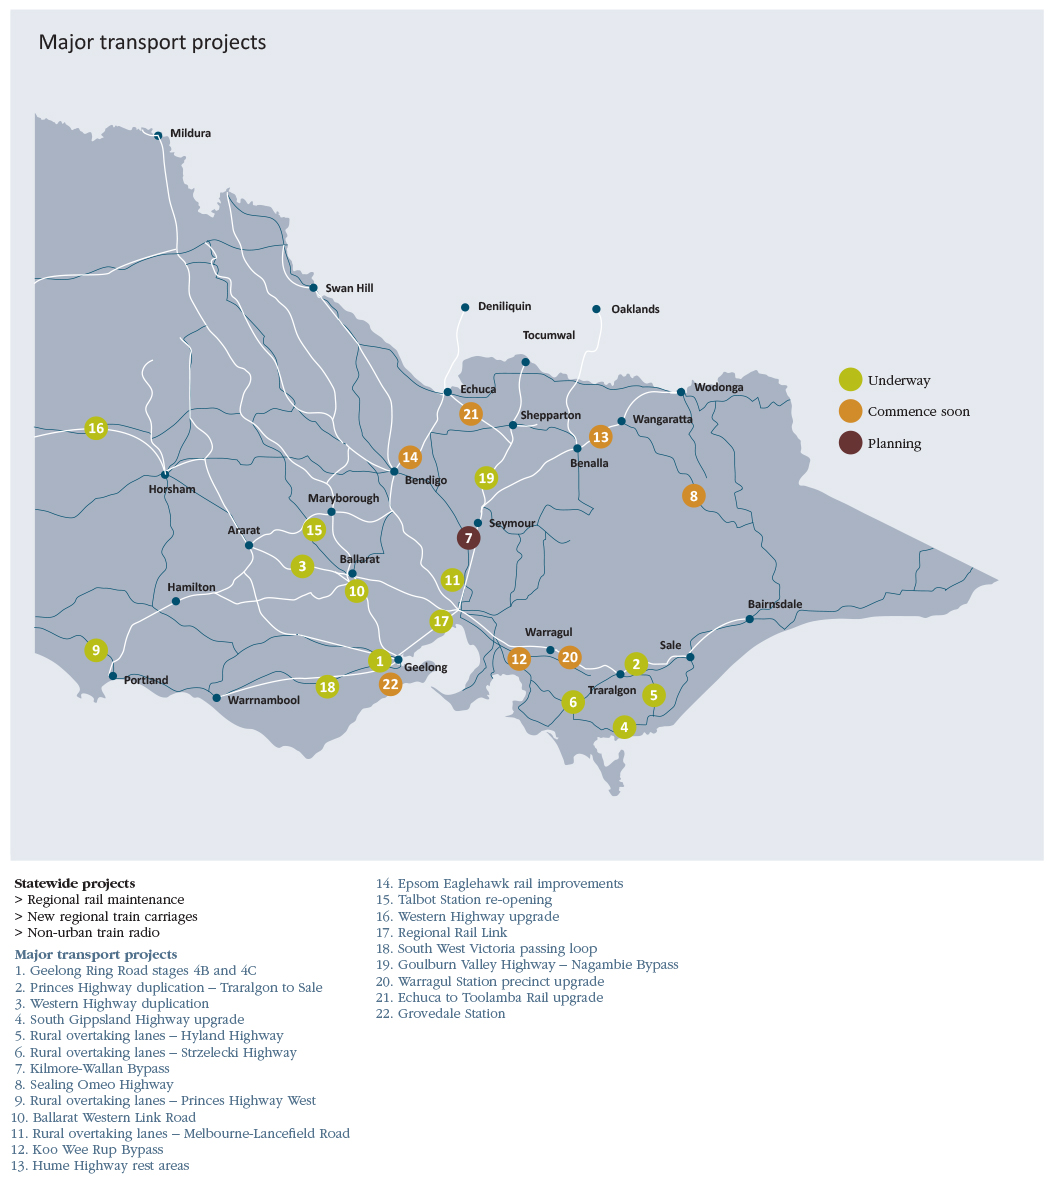 Major transport projects
Mildura
Swan Hill
Deniliquin
Oaklands
Tocumwal
Underway
Wodonga
Echuca
Commence soon
21
Shepparton
Wangaratta
16
13
Planning
14
Benalla
Bendigo
19
Horsham
8
Maryborough
Seymour
15
Ararat
7
Ballarat
3
11
Hamilton
10
Bairnsdale
17
Warragul
Sale
9
12
20
1
2
Geelong
Portland
22
18
Traralgon
5
Warrnambool
6
4
Statewide projects
> Regional rail maintenance
> New regional train carriages
> Non-urban train radio
Major transport projects
1. Geelong Ring Road stages 4B and 4C
2. Princes Highway duplication – Traralgon to Sale
3. Western Highway duplication
4. South Gippsland Highway upgrade
5. Rural overtaking lanes – Hyland Highway
6. Rural overtaking lanes – Strzelecki Highway
7. Kilmore-Wallan Bypass
8. Sealing Omeo Highway
9. Rural overtaking lanes – Princes Highway West
10. Ballarat Western Link Road
11. Rural overtaking lanes – Melbourne-Lancefield Road
12. Koo Wee Rup Bypass
13. Hume Highway rest areas
14. Epsom Eaglehawk rail improvements
15. Talbot Station re-opening
16. Western Highway upgrade
17. Regional Rail Link
18. South West Victoria passing loop
19. Goulburn Valley Highway – Nagambie Bypass
20. Warragul Station precinct upgrade
21. Echuca to Toolamba Rail upgrade
22. Grovedale Station